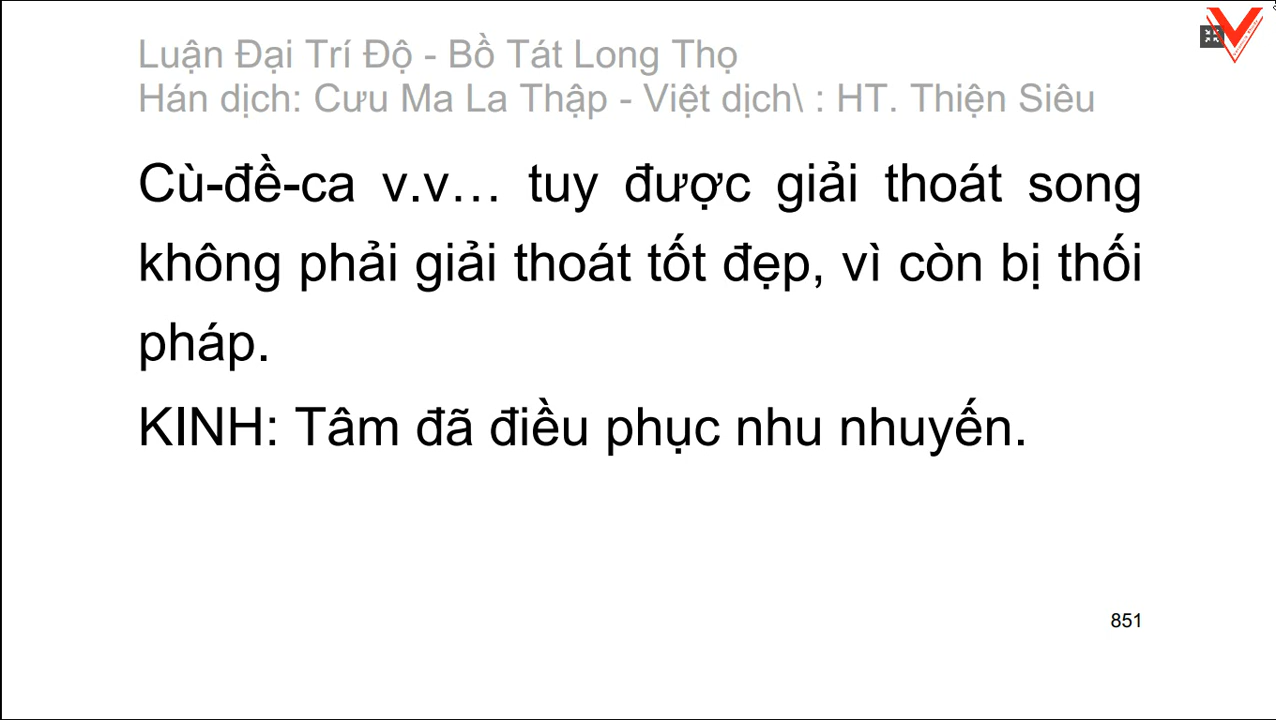 Luận Đại Trí Độ - Bồ Tát Long Thọ
Hán dịch: Cưu Ma La Thập - Việt dịch\ : HT. Thiện Siêu
Cù-đề-ca v.v… tuy được giải thoát song
không phải giải thoát tốt đẹp, vì còn bị thối
pháp.
KINH: Tâm đã điều phục nhu nhuyến.
851